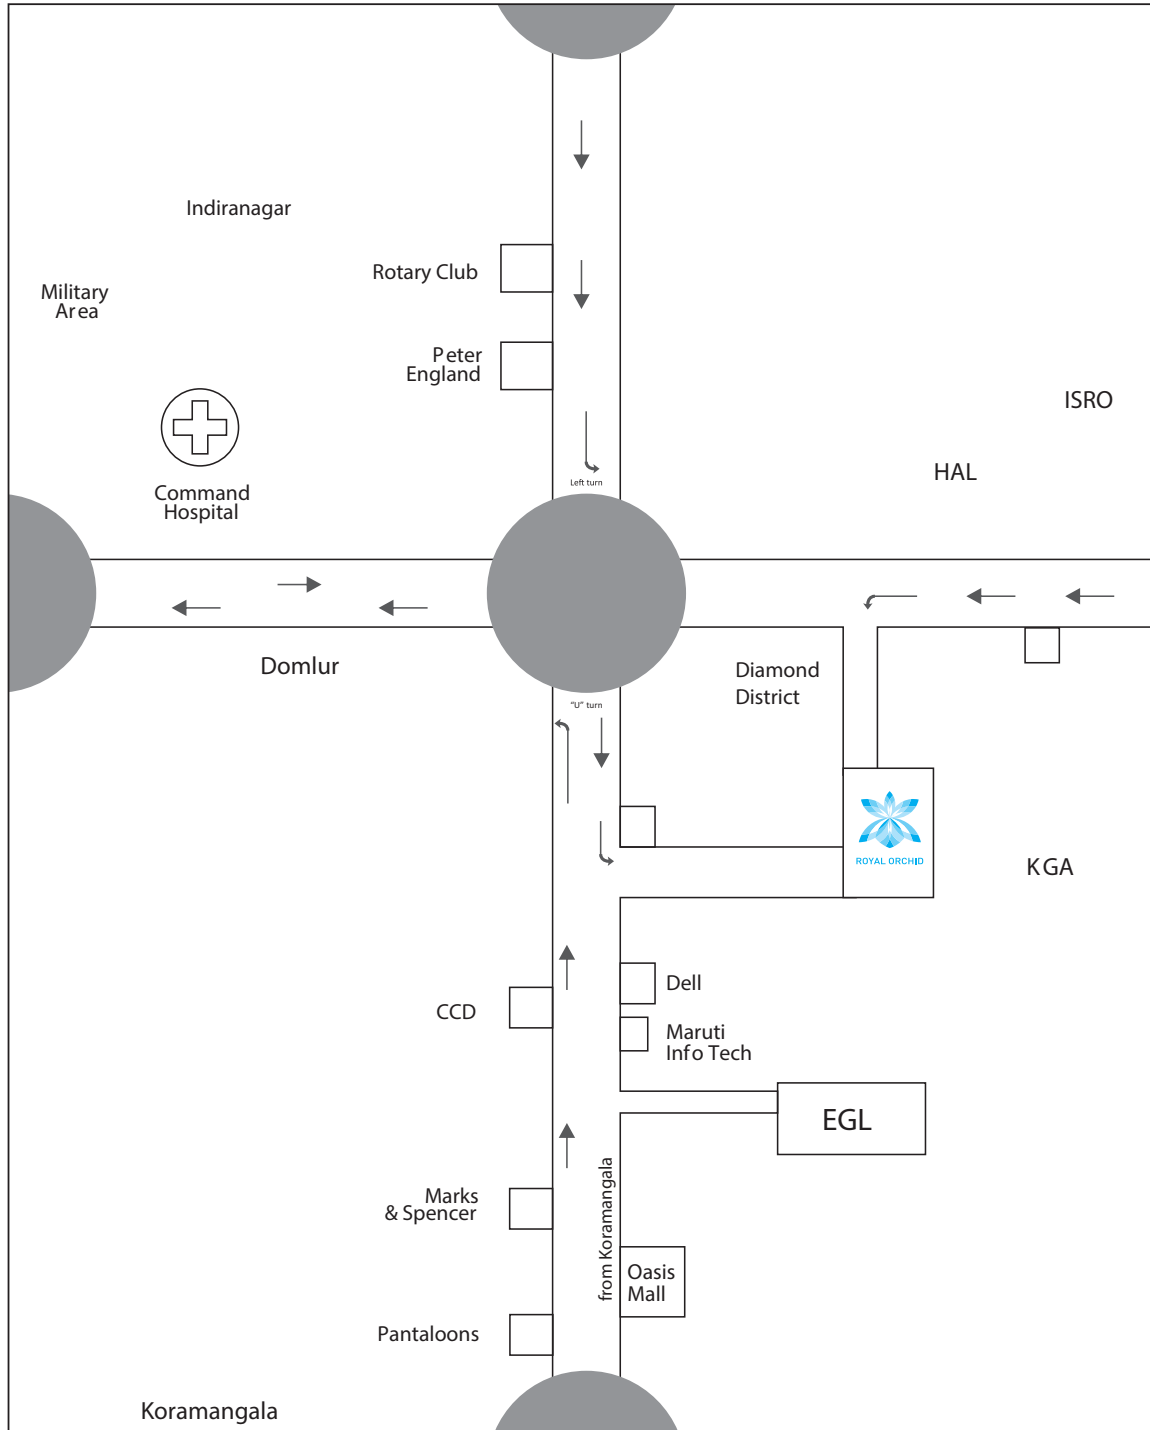 Indiranagar
Rotary Club
Military
Area
Peter
England
ISRO
HAL
Left turn
Command
Hospital
Domlur
Diamond
District
"U" turn
ROYAL ORCHID
KGA
Dell
CCD
Maruti
Info Tech
EGL
from Koramangala
Marks
& Spencer
Oasis
Mall
Pantaloons
Koramangala